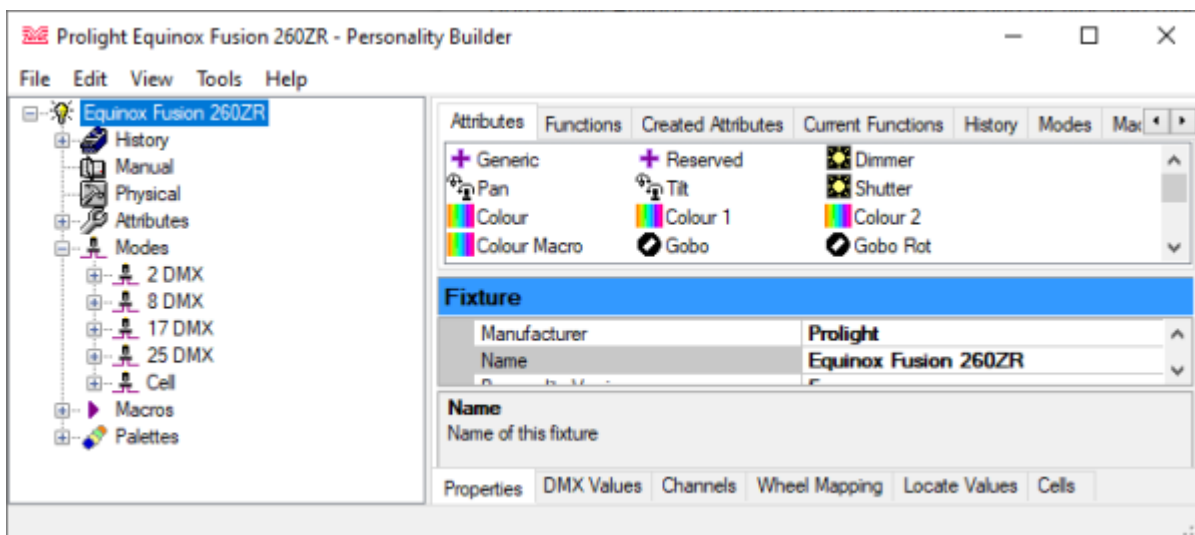 Prolight Equinox Fusion 260ZR - Personality Builder
File Edit View Tools Help
Equinox Fusion 260ZR
History
Manual
Physical
Attributes
Modes
2 DMX
8 DMX
17 DMX
25 DMX
Cell
Macros
Palettes
Attributes Functions Created Attributes Current Functions History Modes
Generic Reserved Dimmer
Pan Tilt Shutter
Colour Colour 1 Colour 2
Colour Macro Gobo Gobo Rot
Fixture
Manufacturer Prolight
Name Equinox Fusion 260ZR
Name
Name of this fixture
Properties DMX Values Channels Wheel Mapping Locate Values Cells